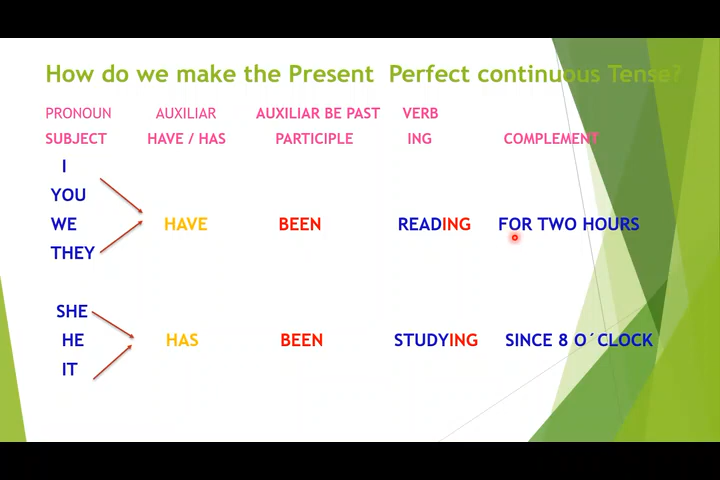 How do we make the Present Perfect continuous Tense?
PRONOUN AUXILIAR AUXILIAR BE PAST VERB
SUBJECT HAVE / HAS PARTICIPLE ING COMPLEMENT
I
YOU
WE HAVE BEEN READING FOR TWO HOURS
THEY
SHE
HE HAS BEEN STUDYING SINCE 8 O´CLOCK
IT